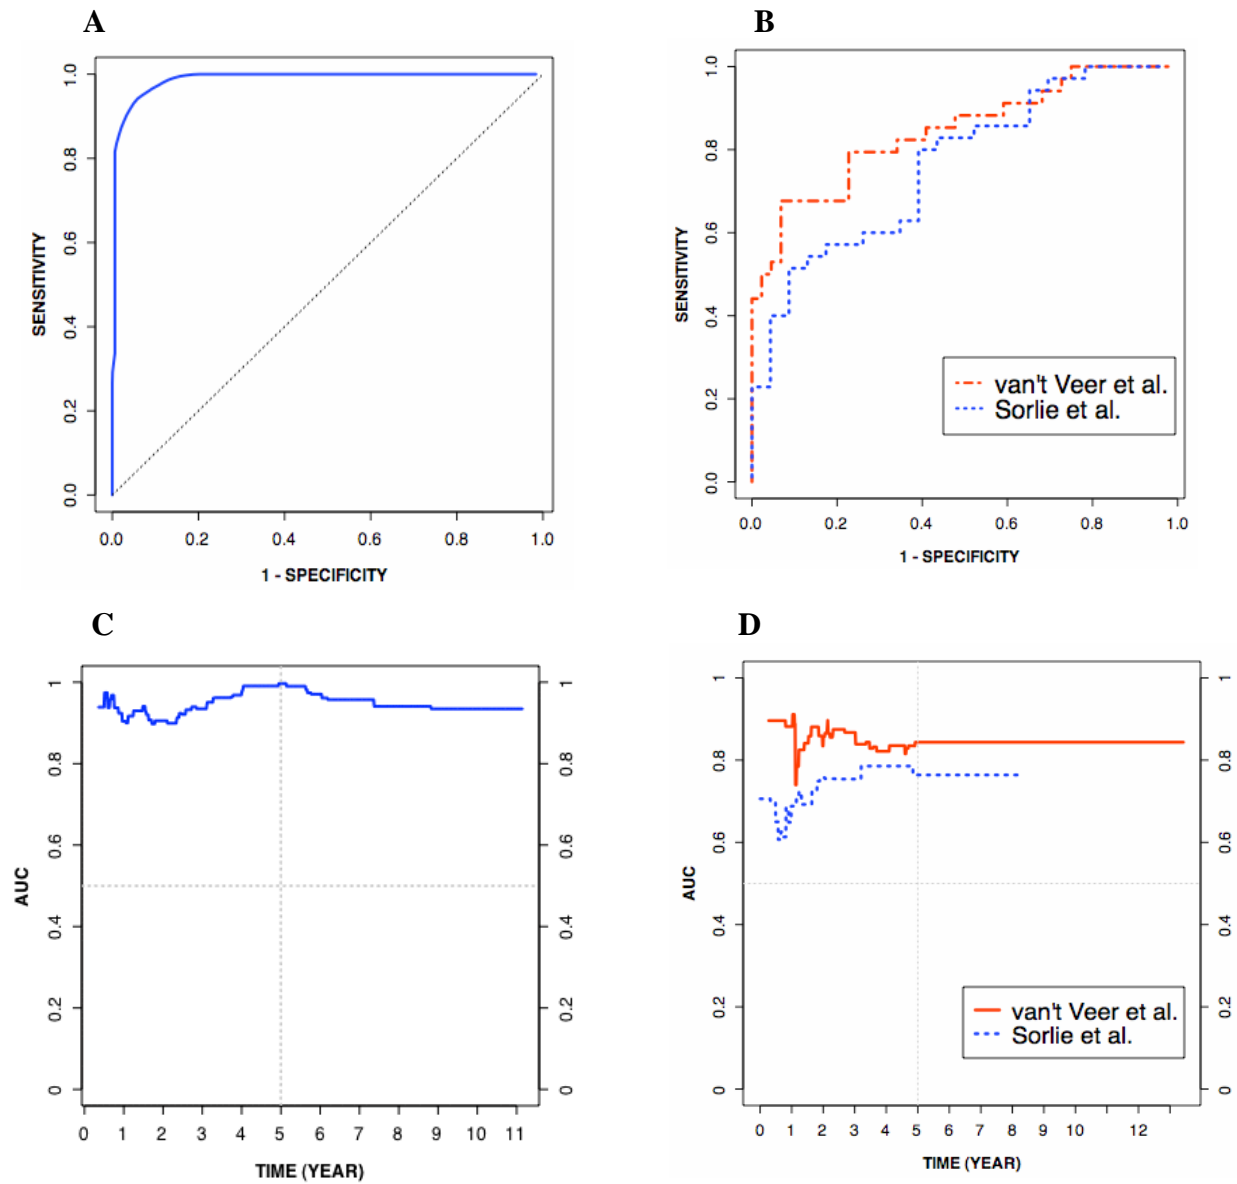 A
SENSITIVITY
0.0 0.2 0.4 0.6 0.8 1.0
0.0 0.2 0.4 0.6 0.8 1.0
1 - SPECIFICITY
B
SENSITIVITY
0.0 0.2 0.4 0.6 0.8 1.0
van't Veer et al.
Sorlie et al.
0.0 0.2 0.4 0.6 0.8 1.0
1 - SPECIFICITY
C
AUC
0 0.2 0.4 0.6 0.8 1
0 0.2 0.4 0.6 0.8 1
0 1 2 3 4 5 6 7 8 9 10 11
TIME (YEAR)
D
AUC
0 0.2 0.4 0.6 0.8 1
0 0.2 0.4 0.6 0.8 1
van't Veer et al.
Sorlie et al.
0 1 2 3 4 5 6 7 8 9 10 12
TIME (YEAR)